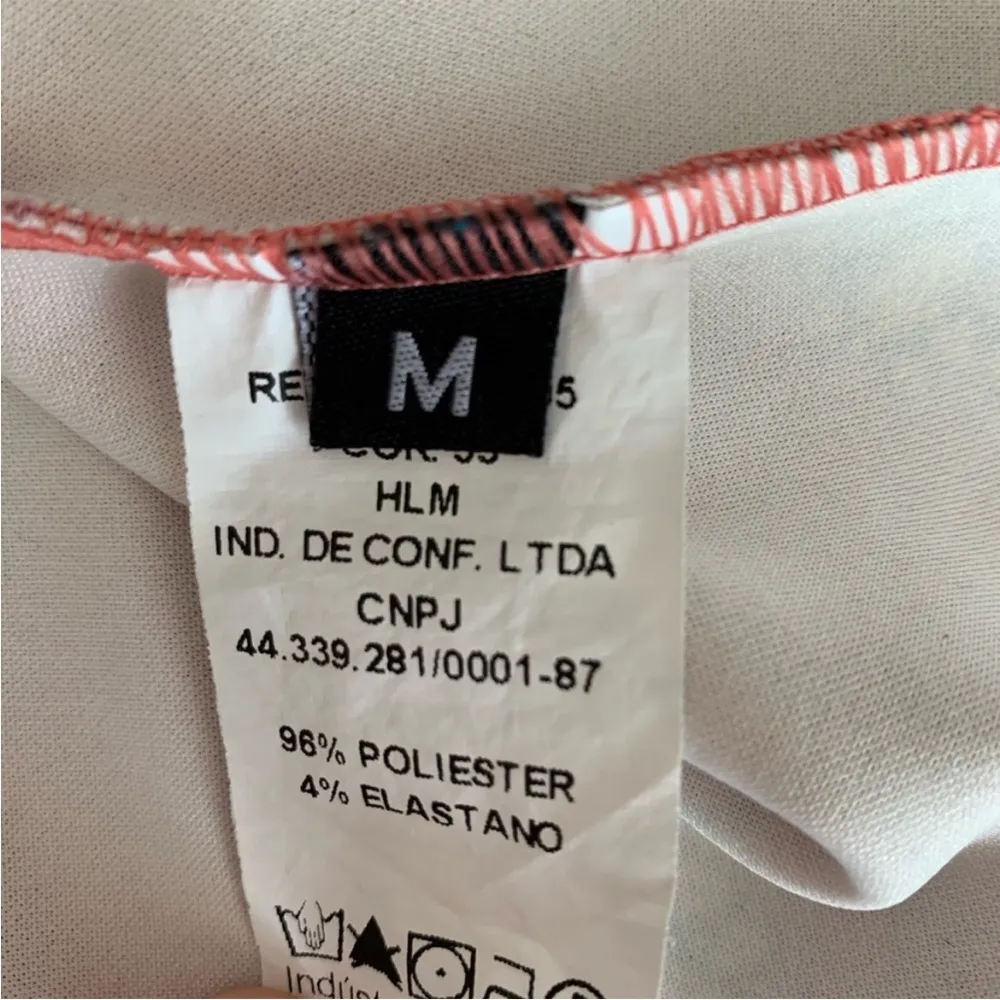 M
HLM
IND. DE CONF. LTDA
CNPJ
44.339.281/0001-87
96% POLIESTER
4% ELASTANO